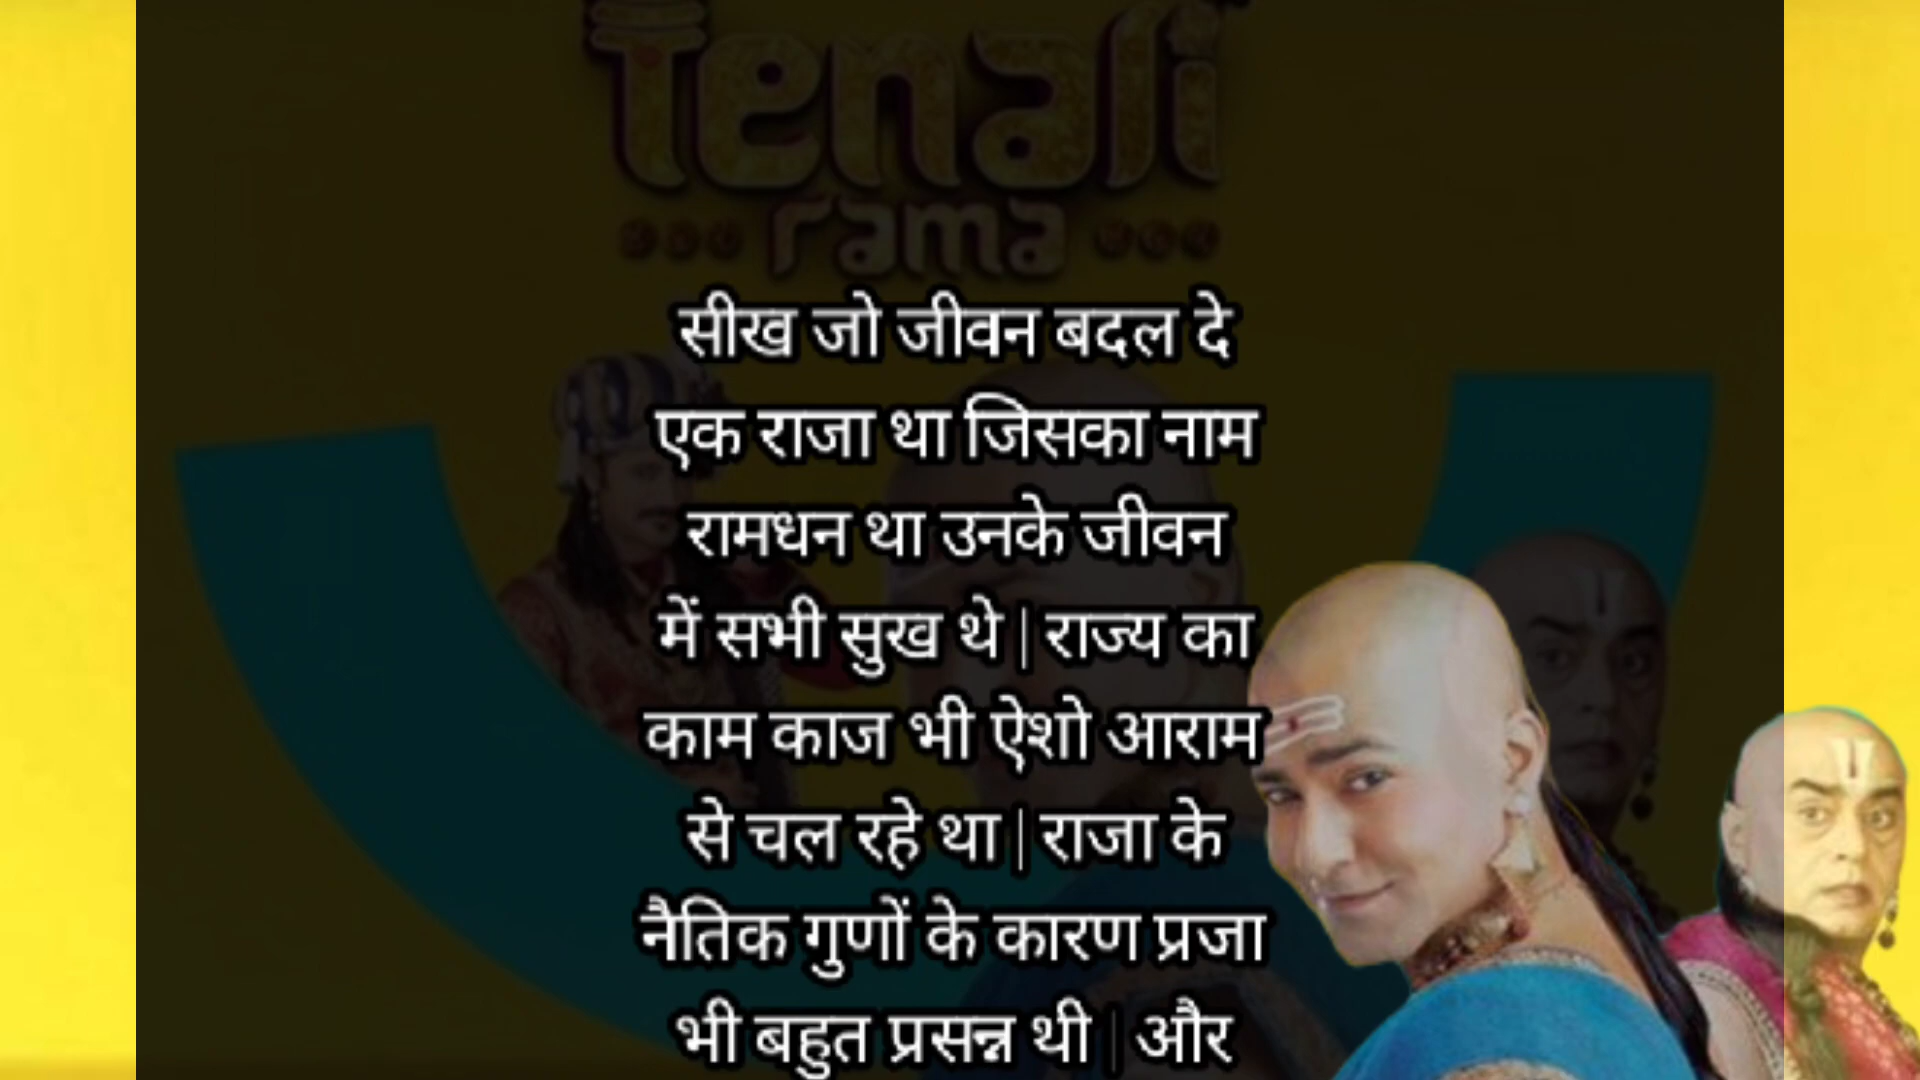 Tenali
rama
सीख जो जीवन बदल दे
एक राजा था जिसका नाम
रामधन था उनके जीवन
में सभी सुख थे | राज्य का
काम काज भी ऐशो आराम
से चल रहे था | राजा के
नैतिक गुणों के कारण प्रजा
भी बहुत प्रसन्न थी | और